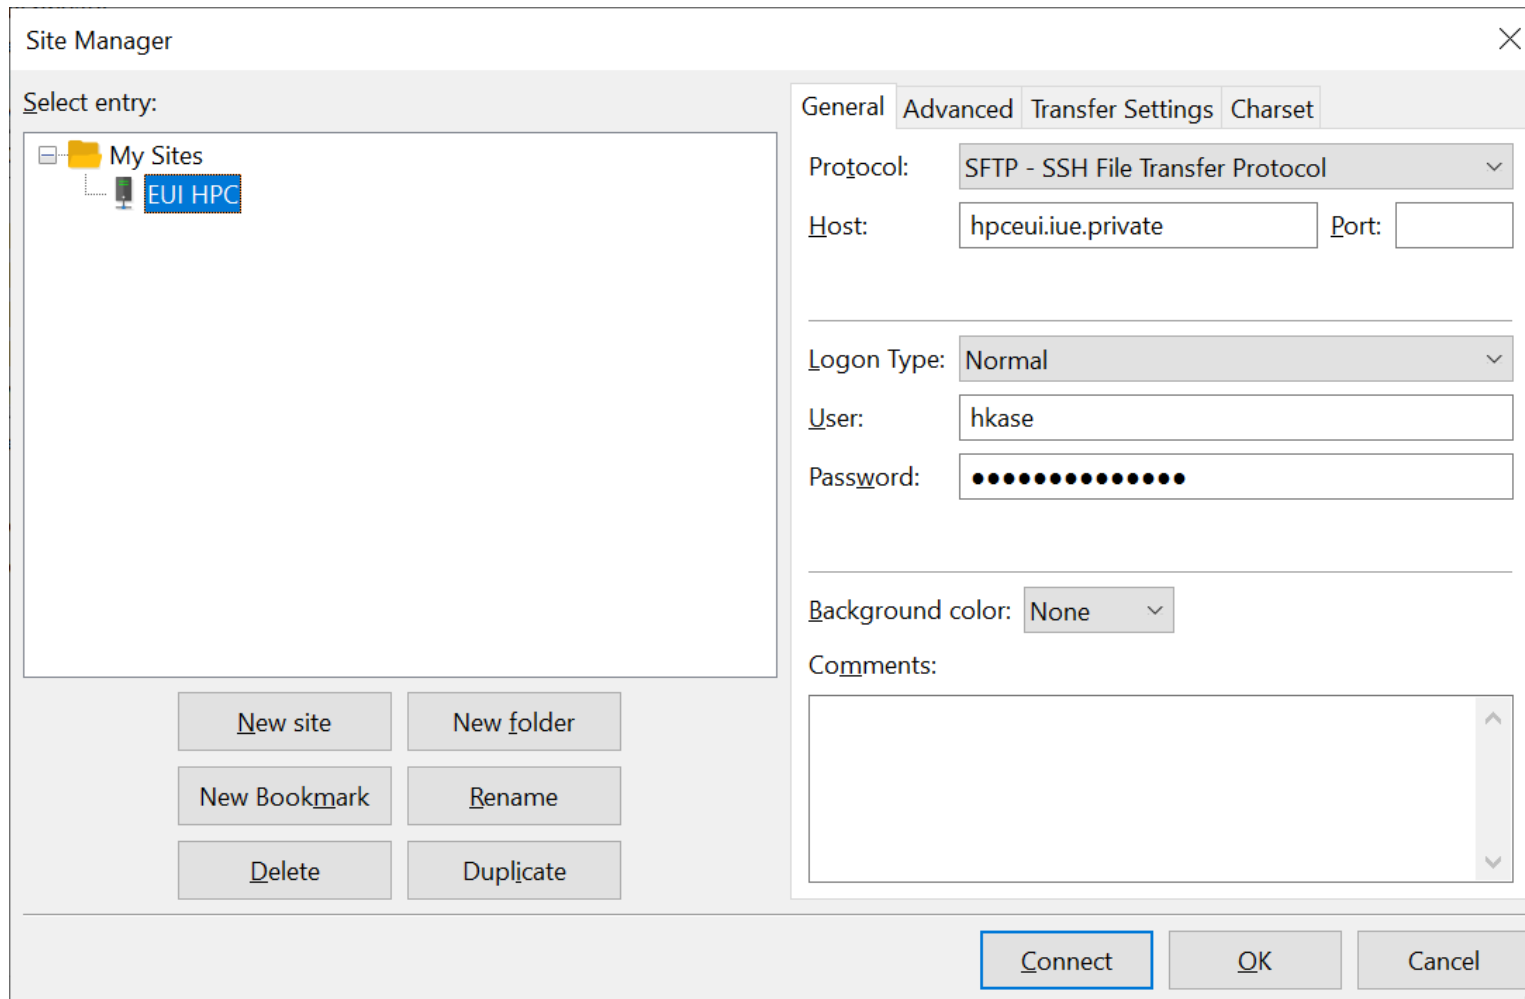 Site Manager
Select entry:
My Sites
EUI HPC
New site
New folder
New Bookmark
Rename
Delete
Duplicate
General
Advanced
Transfer Settings
Charset
Protocol:
SFTP - SSH File Transfer Protocol
Host:
hpceui.iue.private
Port:
Logon Type:
Normal
User:
hkase
Password:
●●●●●●●●●●●●●●
Background color:
None
Comments:
Connect
OK
Cancel